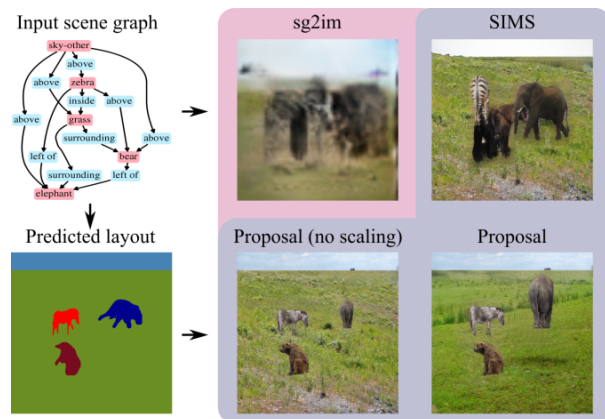 Input scene graph
sg2im
SIMS
sky-other
above
above
zebra
inside
above
above
grass
surrounding
above
bear
left of
surrounding
left of
elephant
Predicted layout
Proposal (no scaling)
Proposal